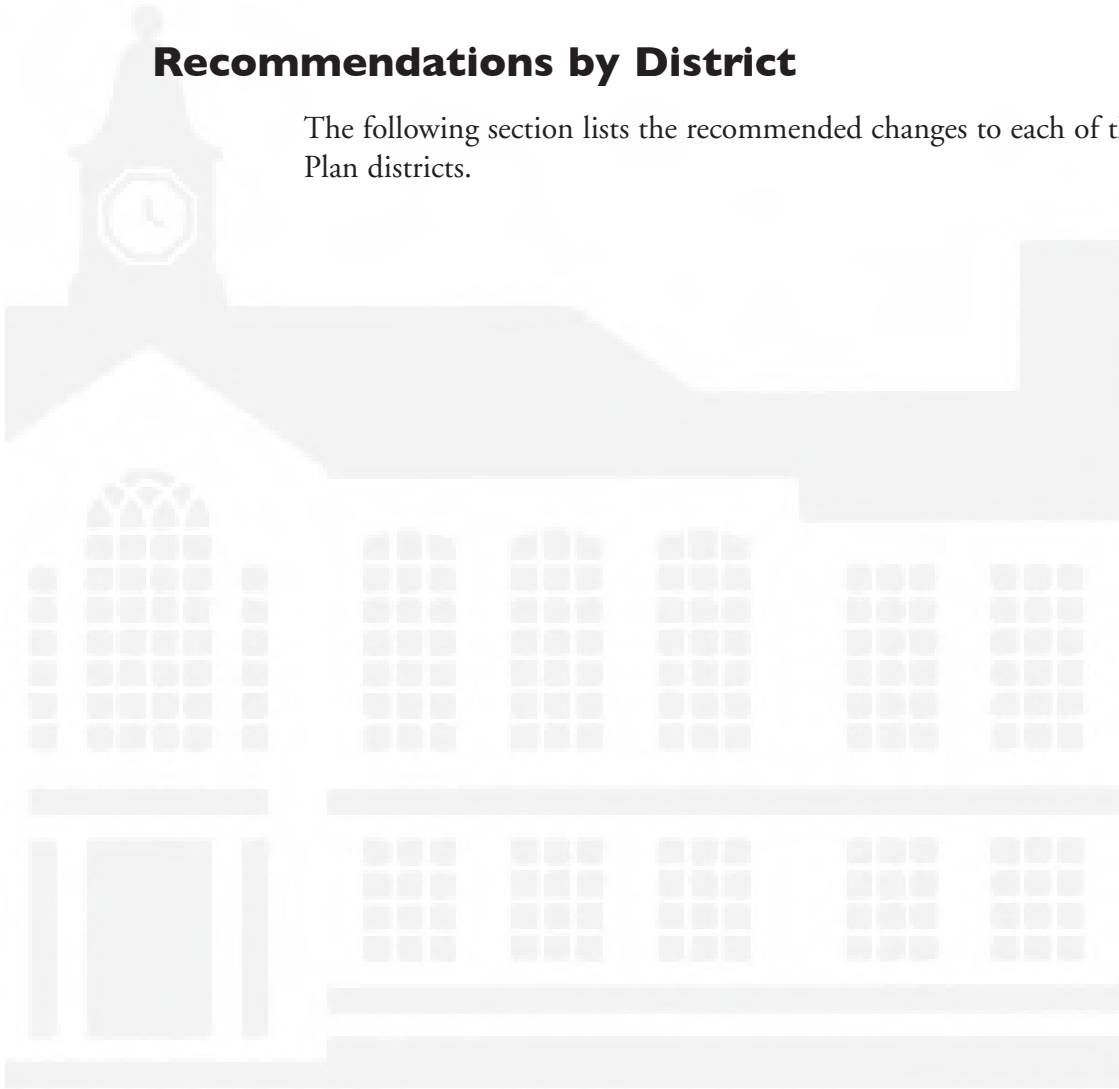 Recommendations by District
The following section lists the recommended changes to each of
Plan districts.